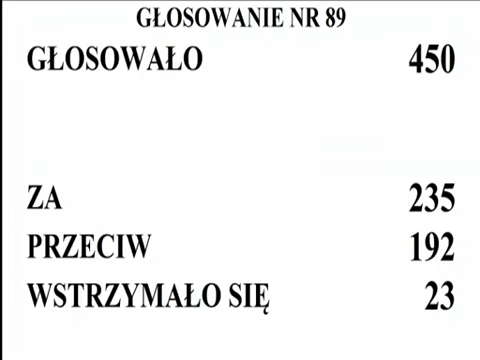 GŁOSOWANIE NR 89
GŁOSOWAŁO 450
ZA 235
PRZECIW 192
WSTRZYMAŁO SIĘ 23